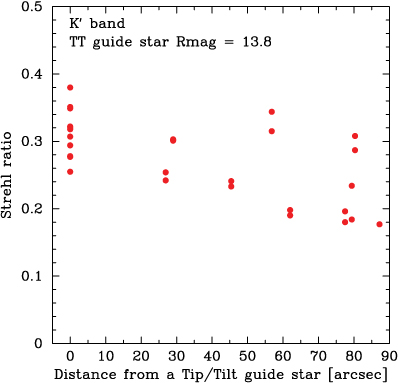 0.5
K′ band
TT guide star Rmag = 13.8
0.4
0.3
0.2
0.1
0
Strehl ratio
0 10 20 30 40 50 60 70 80 90
Distance from a Tip/Tilt guide star [arcsec]